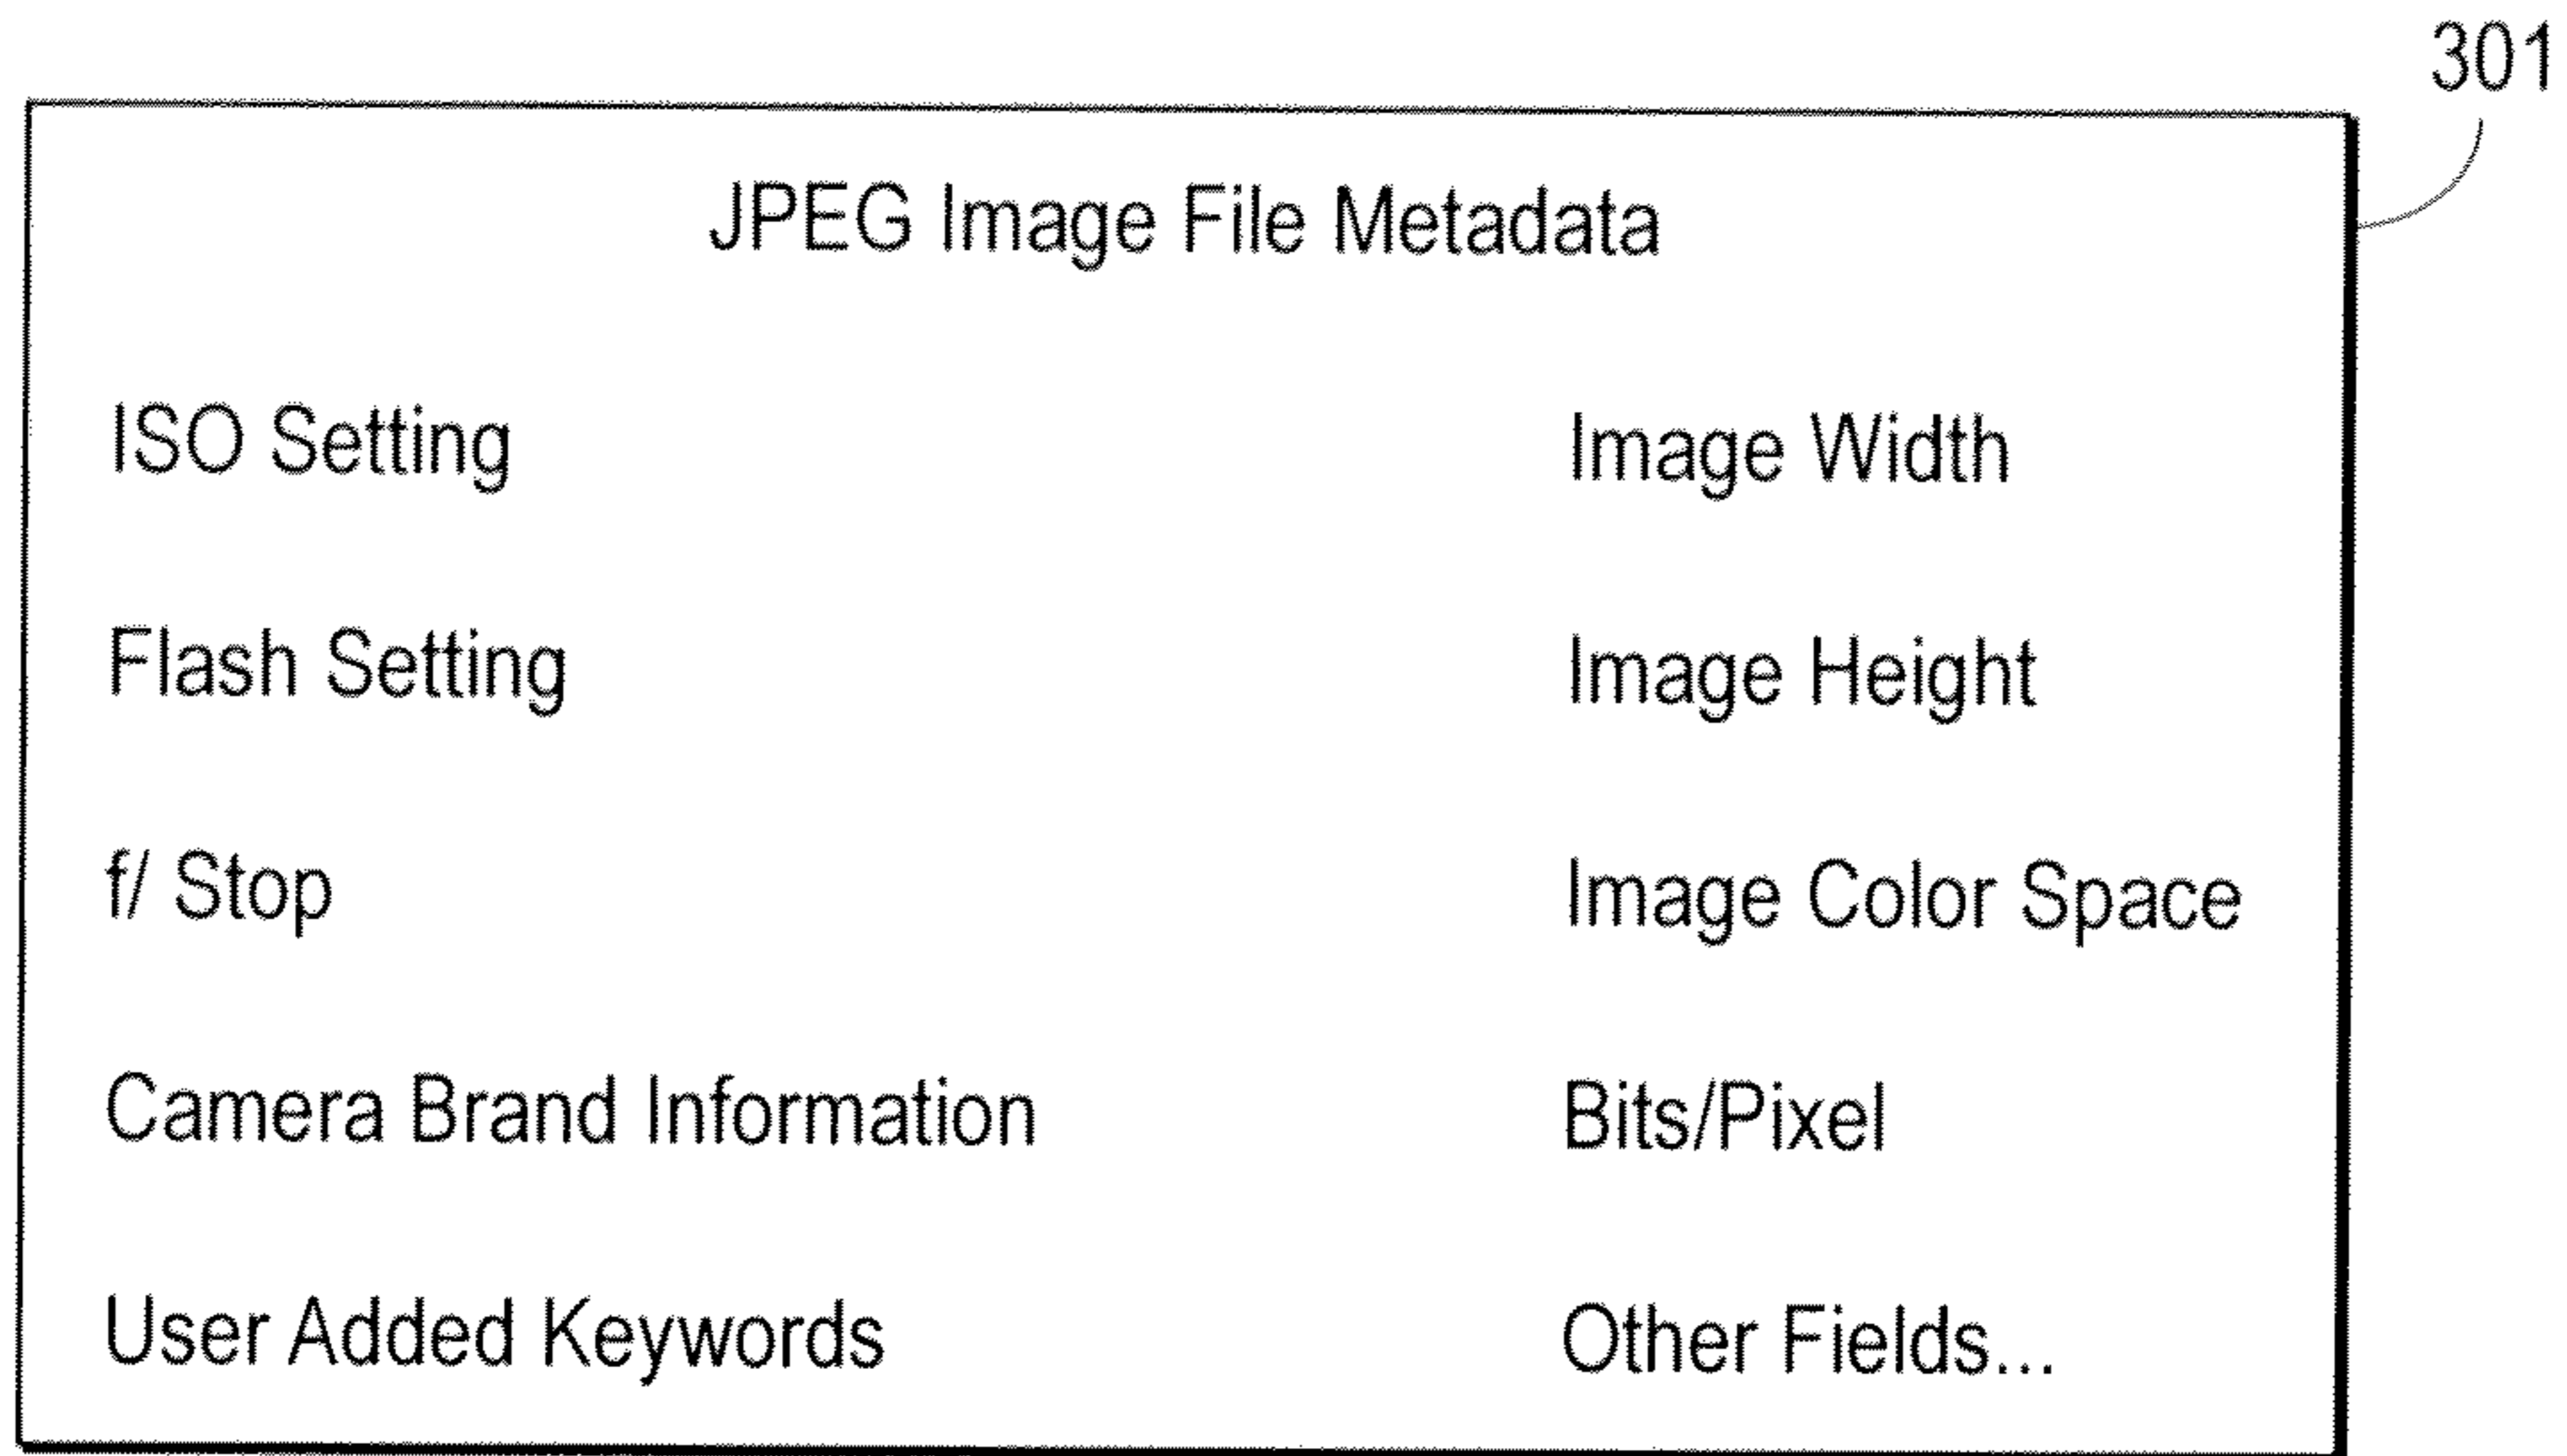 301
JPEG Image File Metadata
ISO Setting
Image Width
Flash Setting
Image Height
f/ Stop
Image Color Space
Camera Brand Information
Bits/Pixel
User Added Keywords
Other Fields...